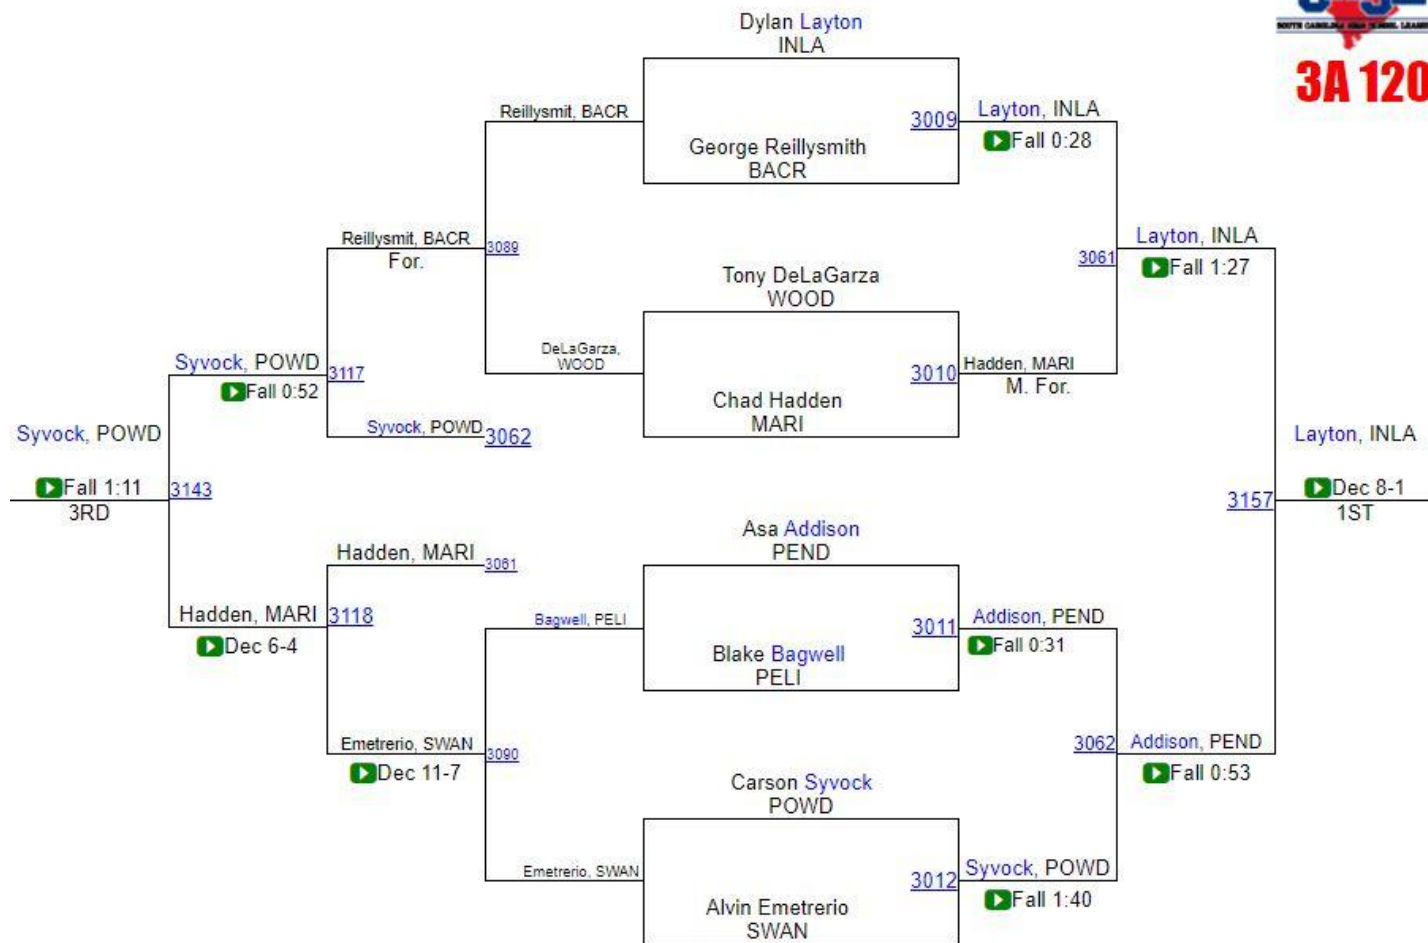 SOUTH CAROLINA HIGH SCHOOL LEAGUE
3A 120
Dylan Layton
INLA
Reillysmit, BACR
3009
Layton, INLA
Fall 0:28
George Reillysmith
BACR
Reillysmit, BACR
For.
3089
Layton, INLA
3061
Fall 1:27
Tony DeLaGarza
WOOD
DeLaGarza,
WOOD
Syvock, POWD
3117
Fall 0:52
3010
Hadden, MARI
M. For.
Chad Hadden
MARI
Syvock, POWD
3062
Syvock, POWD
Layton, INLA
Fall 1:11
3143
3RD
3157
Dec 8-1
1ST
Asa Addison
PEND
Hadden, MARI
3061
Hadden, MARI
3118
Dec 6-4
Bagwell, PELI
3011
Addison, PEND
Fall 0:31
Blake Bagwell
PELI
Emetrerio, SWAN
3090
Dec 11-7
3062
Addison, PEND
Fall 0:53
Carson Syvock
POWD
Emetrerio, SWAN
3012
Syvock, POWD
Fall 1:40
Alvin Emetrerio
SWAN